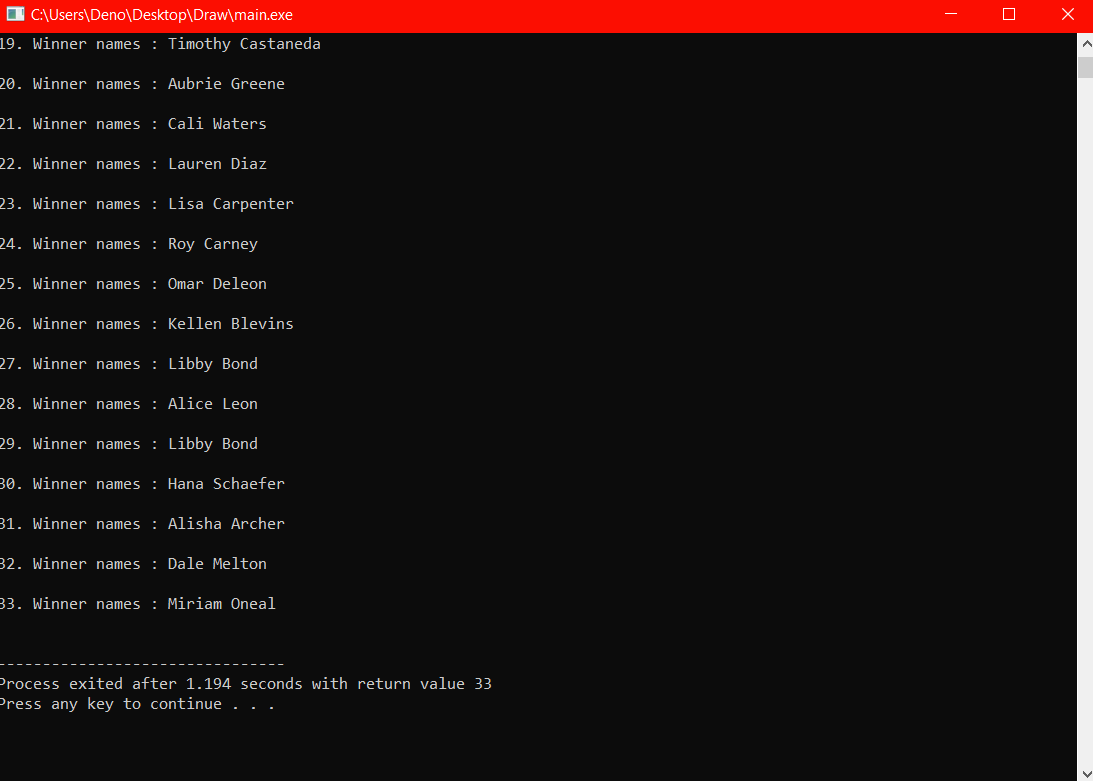 C:\Users\Deno\Desktop\Draw\main.exe
19. Winner names : Timothy Castaneda
20. Winner names : Aubrie Greene
21. Winner names : Cali Waters
22. Winner names : Lauren Diaz
23. Winner names : Lisa Carpenter
24. Winner names : Roy Carney
25. Winner names : Omar Deleon
26. Winner names : Kellen Blevins
27. Winner names : Libby Bond
28. Winner names : Alice Leon
29. Winner names : Libby Bond
30. Winner names : Hana Schaefer
31. Winner names : Alisha Archer
32. Winner names : Dale Melton
33. Winner names : Miriam Oneal
--------------------------------
Process exited after 1.194 seconds with return value 33
Press any key to continue . . .